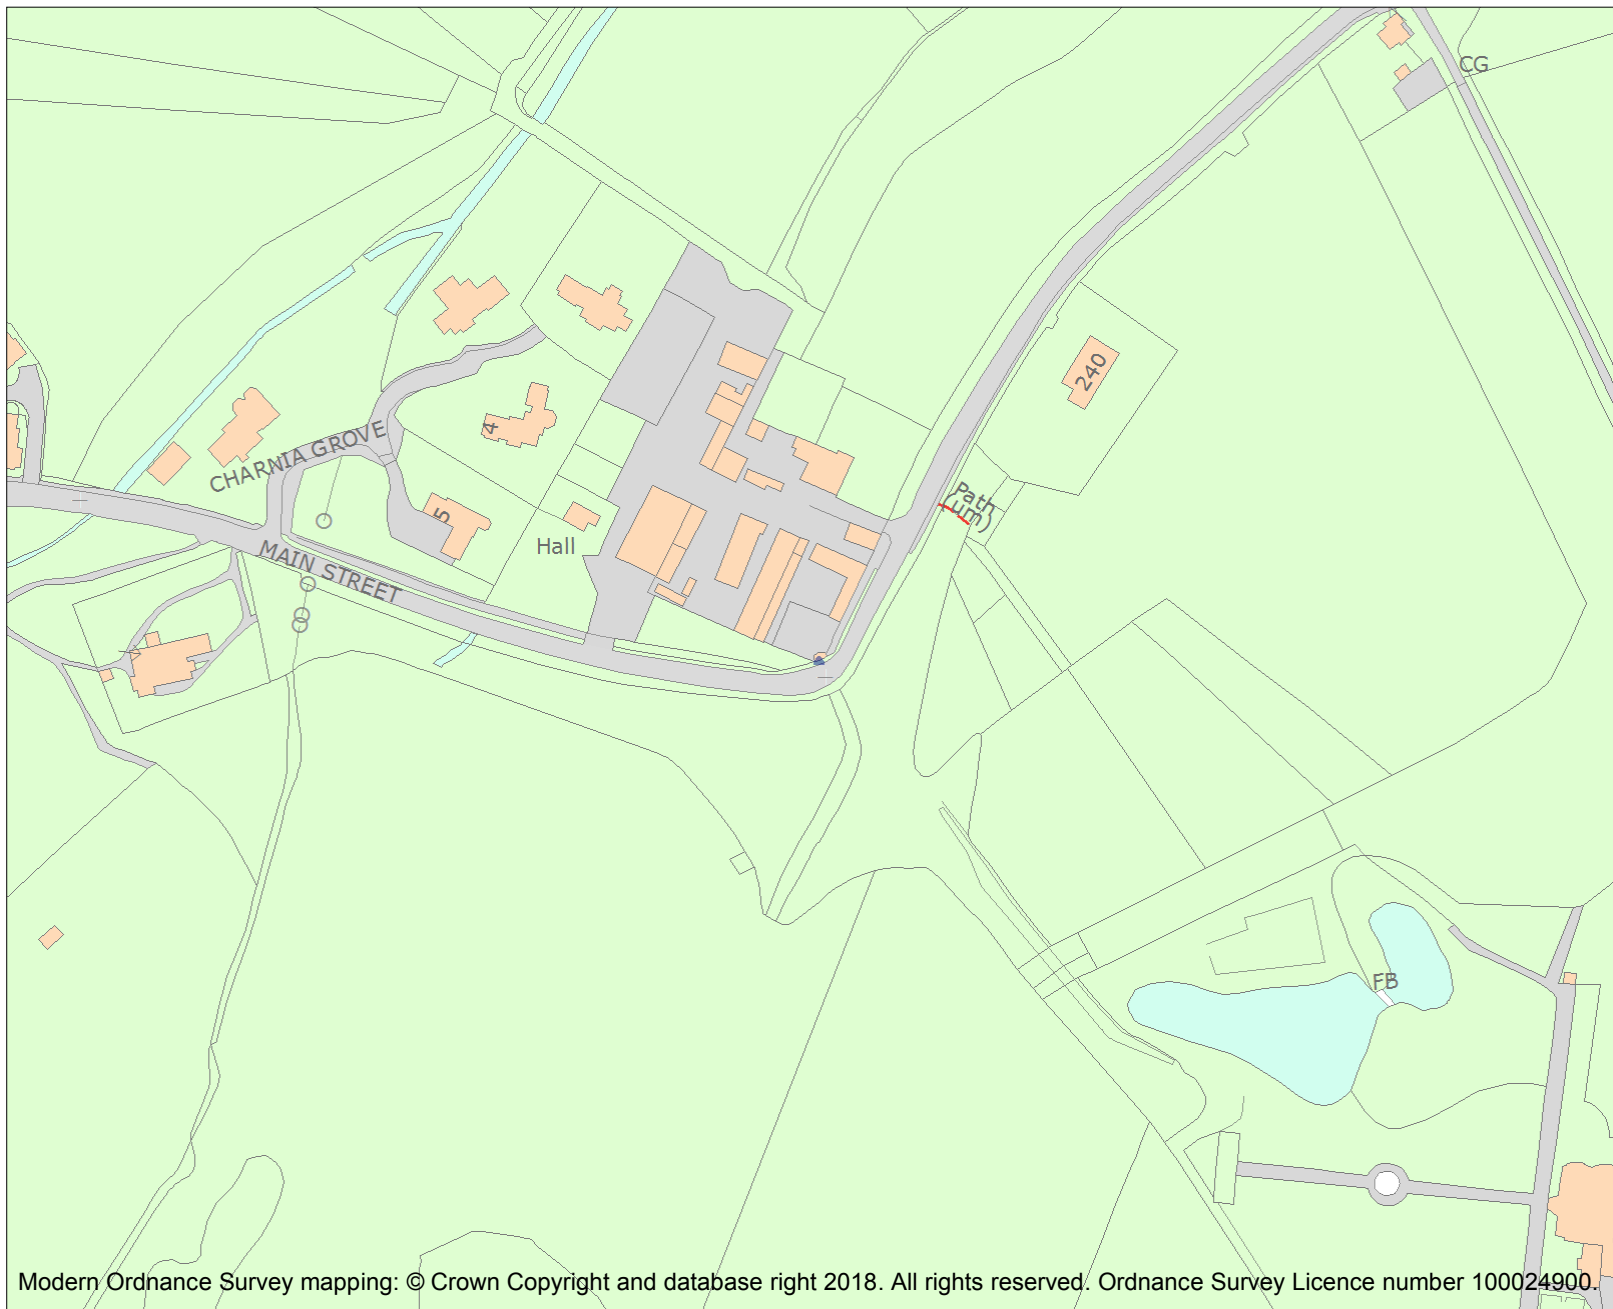 CG
240
4
CHARNIA GROVE
Path
(um)
5
Hall
MAIN STREET
FB
Modern Ordnance Survey mapping: © Crown Copyright and database right 2018. All rights reserved. Ordnance Survey Licence number 100024900.